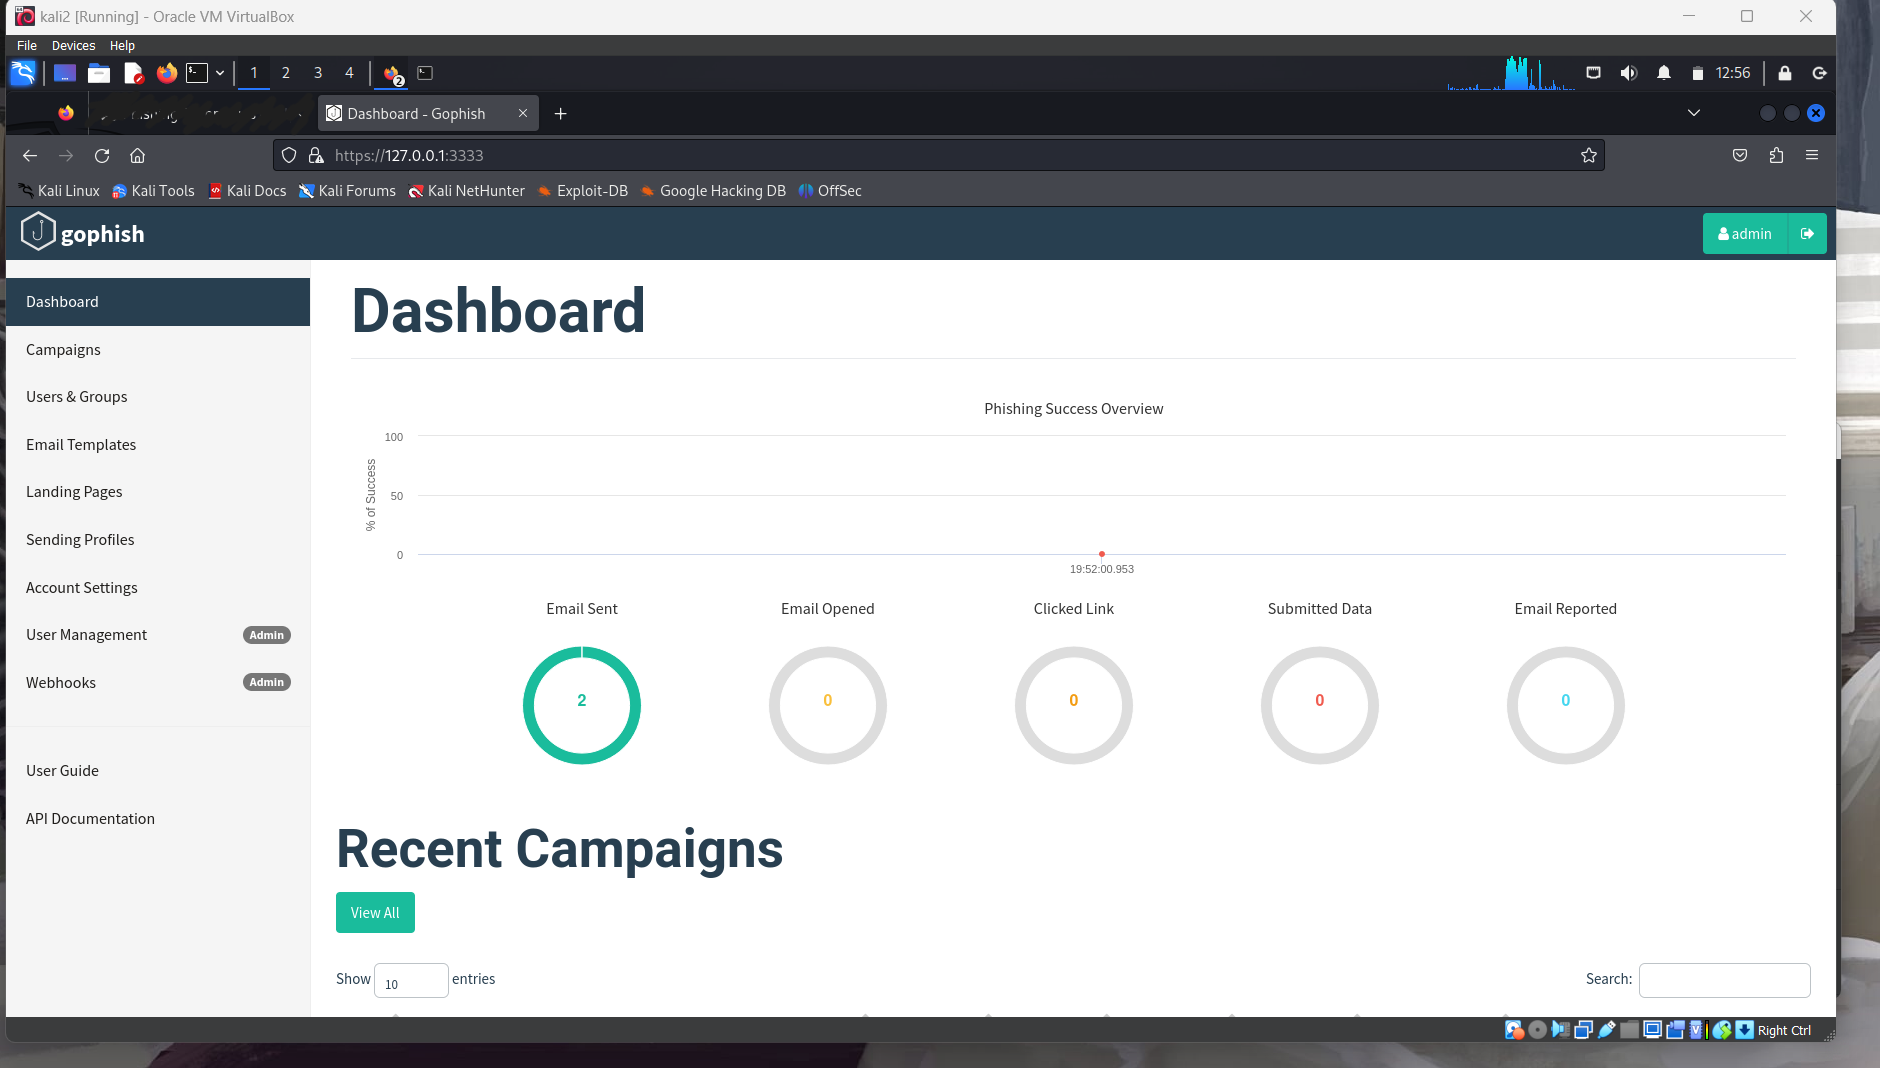 kali2 [Running] - Oracle VM VirtualBox
File Devices Help
1 2 3 4 2 12:56
Dashboard - Gophish
https://127.0.0.1:3333
Kali Linux Kali Tools Kali Docs Kali Forums Kali NetHunter Exploit-DB Google Hacking DB OffSec
gophish admin
Dashboard
Campaigns
Users & Groups
Email Templates
Landing Pages
Sending Profiles
Account Settings
User Management Admin
Webhooks Admin
User Guide
API Documentation
Dashboard
Phishing Success Overview
% of Success
100
50
0
19:52:00.953
Email Sent Email Opened Clicked Link Submitted Data Email Reported
2 0 0 0 0
Recent Campaigns
View All
Show 10 entries Search:
Right Ctrl